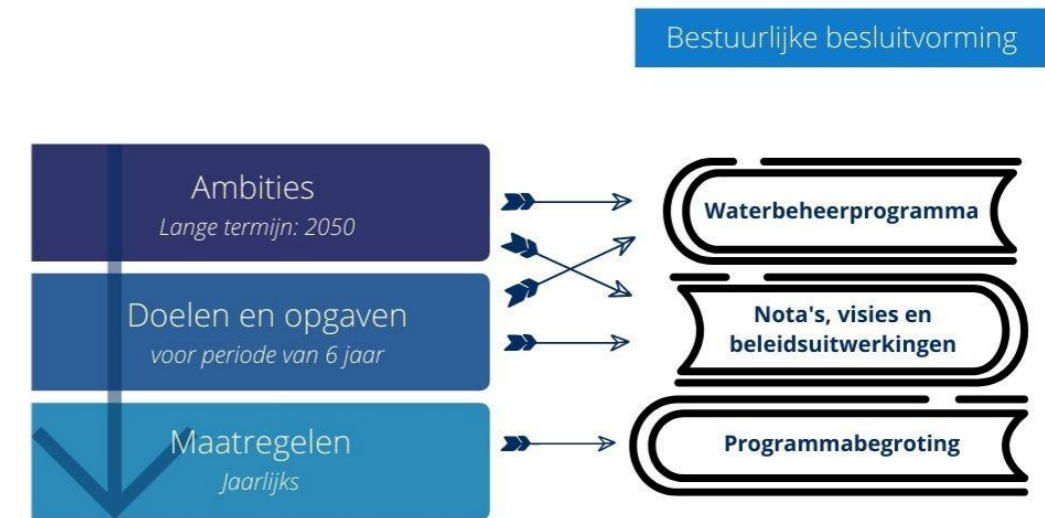 Bestuurlijke besluitvorming
Ambities
Lange termijn: 2050
Doelen en opgaven
voor periode van 6 jaar
Maatregelen
Jaarlijks
Waterbeheerprogramma
Nota's, visies en
beleidsuitwerkingen
Programmabegroting